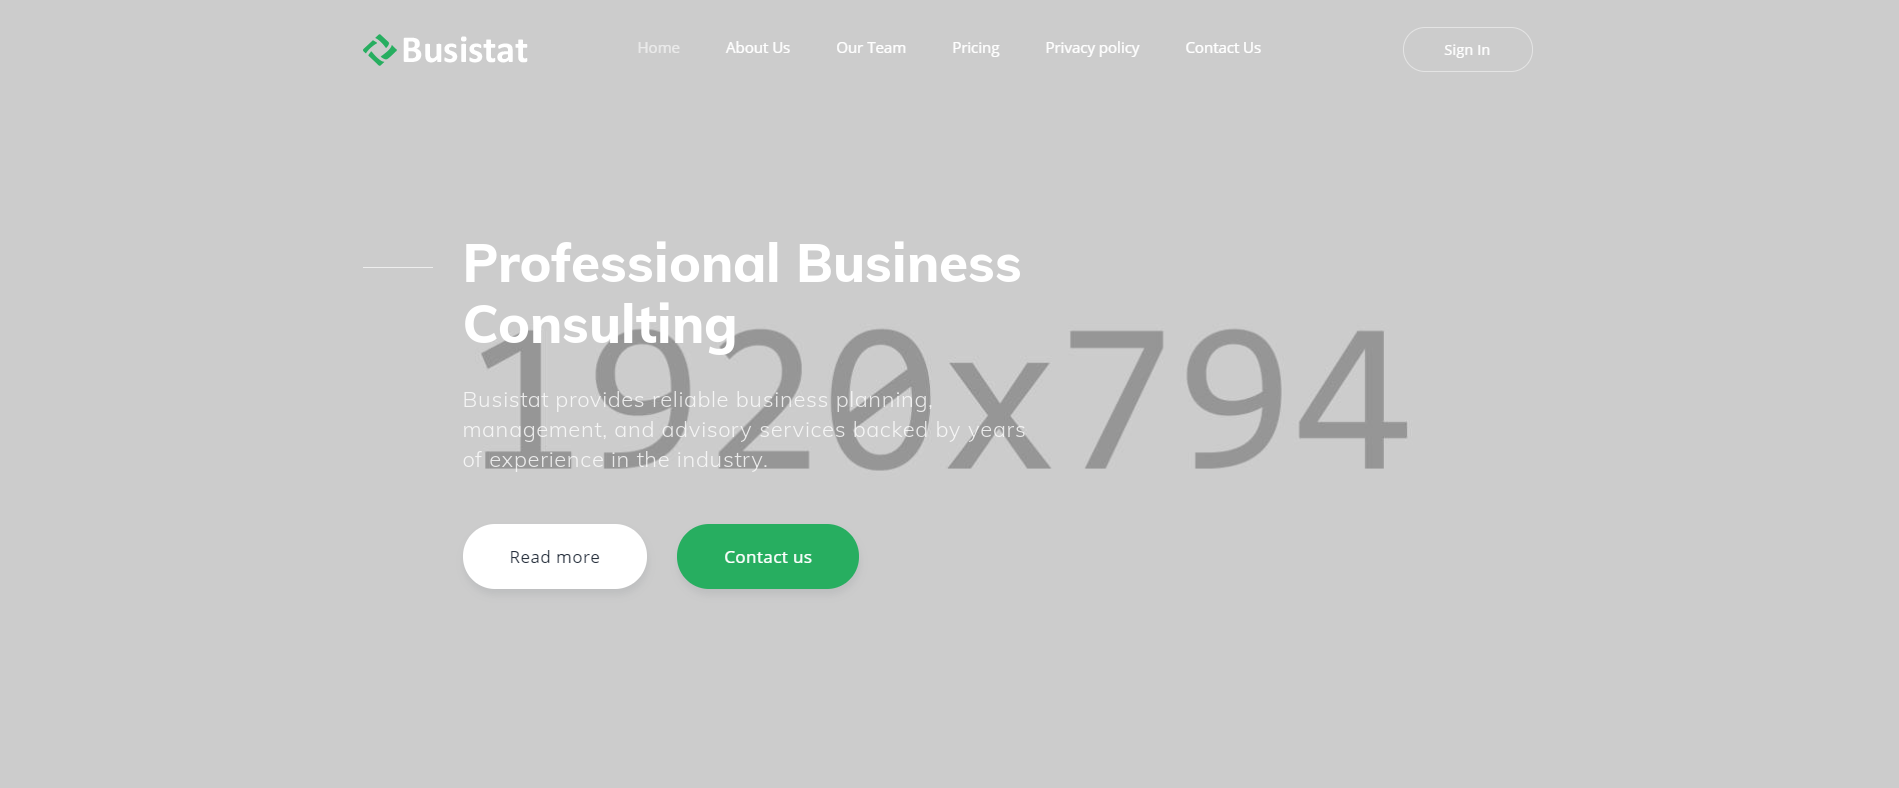 Busistat
Home
About Us
Our Team
Pricing
Privacy policy
Contact Us
Sign In
Professional Business
Consulting
1920x794
Busistat provides reliable business planning,
management, and advisory services backed by years
of experience in the industry.
Read more
Contact us